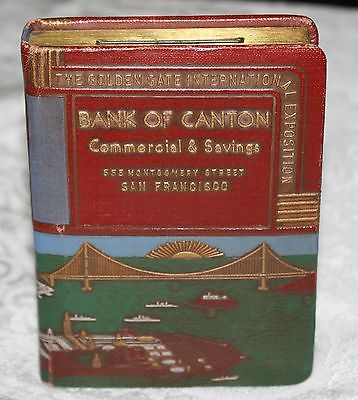 THE GOLDEN GATE INTERNATIONAL EXPOSITION
BANK OF CANTON
Commercial & Savings
555 MONTGOMERY STREET
SAN FRANCISCO